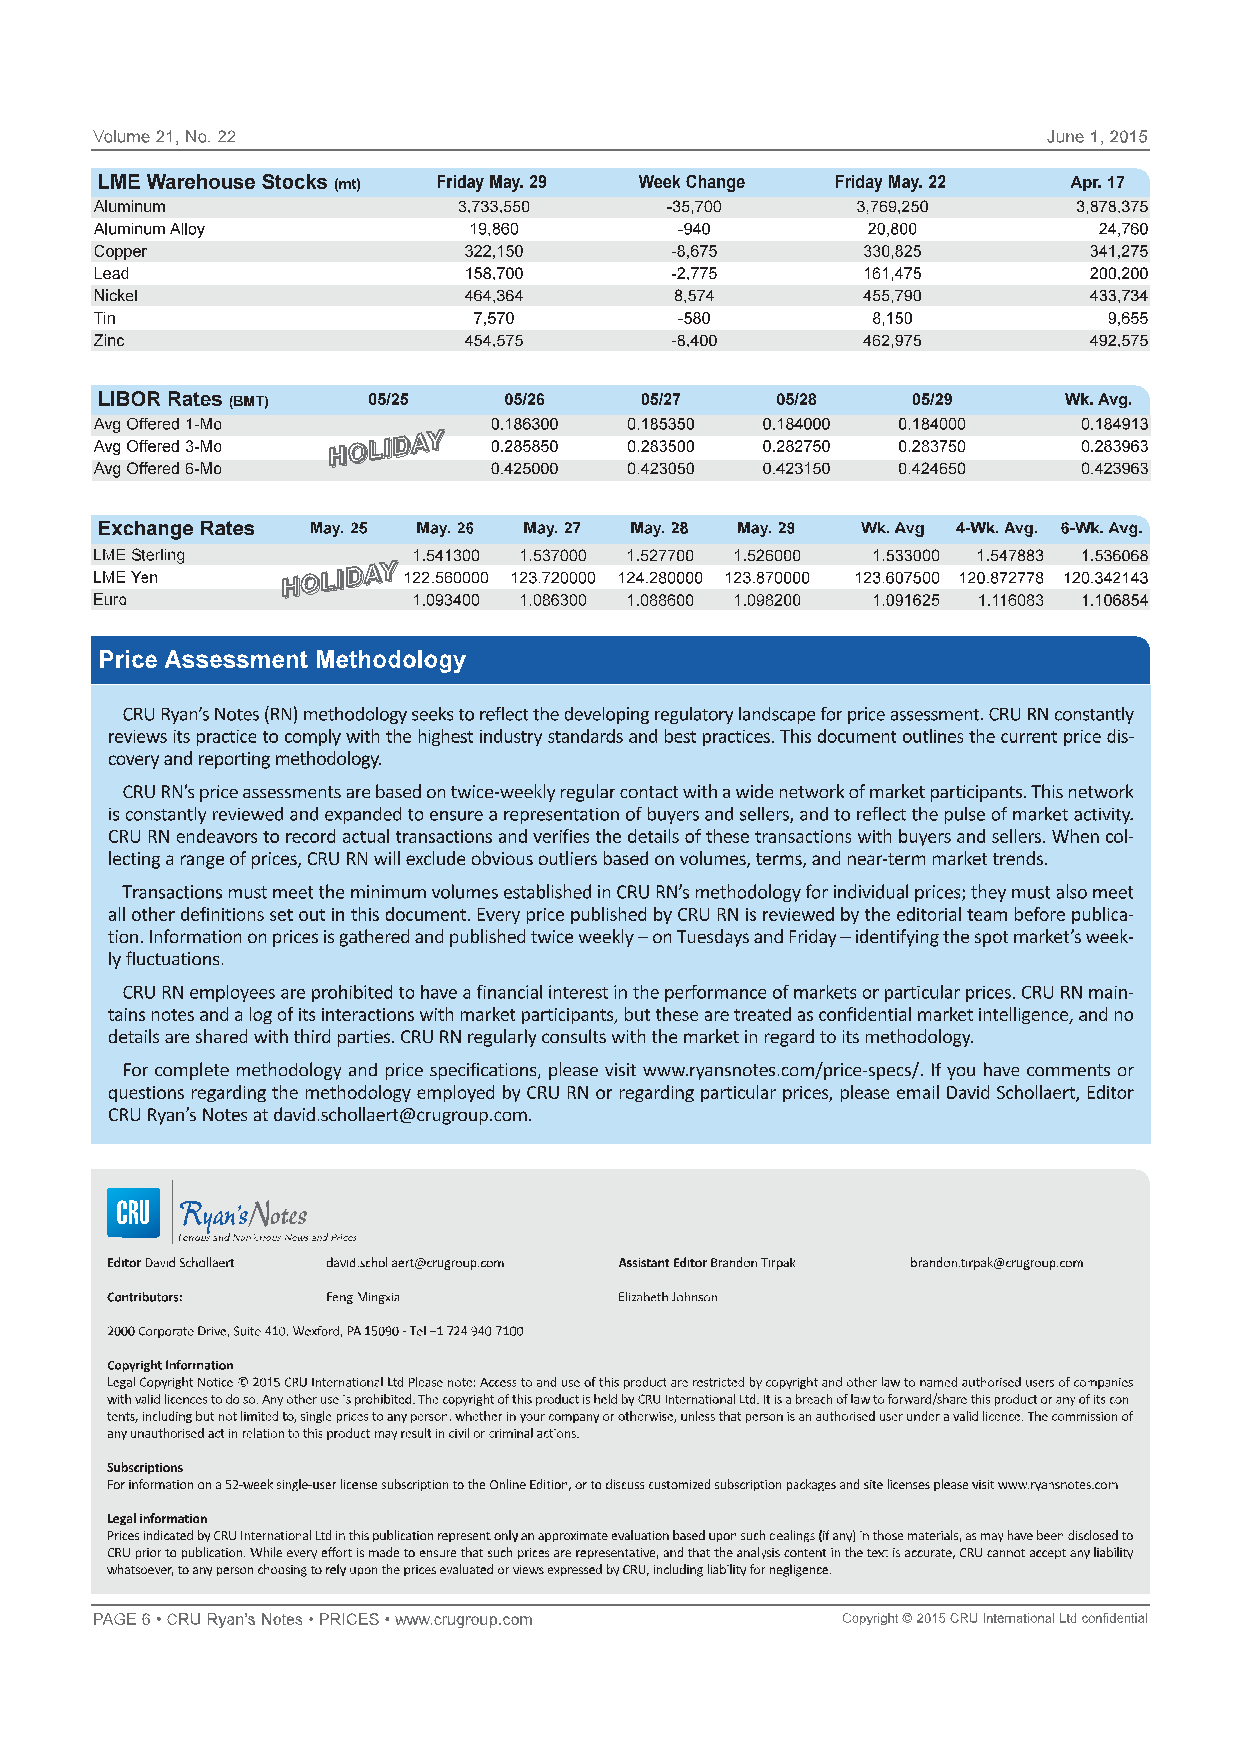 Volume 21, No. 22 June 1, 2015
LME Warehouse Stocks (mt) Friday May. 29 Week Change Friday May. 22 Apr. 17
Aluminum 3,733,550 -35,700 3,769,250 3,878,375
Aluminum Alloy 19,860 -940 20,800 24,760
Copper 322,150 -8,675 330,825 341,275
Lead 158,700 -2,775 161,475 200,200
Nickel 464,364 8,574 455,790 433,734
Tin 7,570 -580 8,150 9,655
Zinc 454,575 -8,400 462,975 492,575
LIBOR Rates (BMT) 05/25 05/26 05/27 05/28 05/29 Wk. Avg.
Avg Offered 1-Mo 0.186300 0.185350 0.184000 0.184000 0.184913
Avg Offered 3-Mo HOLIDAY 0.285850 0.283500 0.282750 0.283750 0.283963
Avg Offered 6-Mo 0.425000 0.423050 0.423150 0.424650 0.423963
Exchange Rates May. 25 May. 26 May. 27 May. 28 May. 29 Wk. Avg 4-Wk. Avg. 6-Wk. Avg.
LME Sterling 1.541300 1.537000 1.527700 1.526000 1.533000 1.547883 1.536068
LME Yen HOLIDAY 122.560000 123.720000 124.280000 123.870000 123.607500 120.872778 120.342143
Euro 1.093400 1.086300 1.088600 1.098200 1.091625 1.116083 1.106854
Price Assessment Methodology
CRU Ryan's Notes (RN) methodology seeks to reflect the developing regulatory landscape for price assessment. CRU RN constantly
reviews its practice to comply with the highest industry standards and best practices. This document outlines the current price dis-
covery and reporting methodology.
CRU RN's price assessments are based on twice-weekly regular contact with a wide network of market participants. This network
is constantly reviewed and expanded to ensure a representation of buyers and sellers, and to reflect the pulse of market activity.
CRU RN endeavors to record actual transactions and verifies the details of these transactions with buyers and sellers. When col-
lecting a range of prices, CRU RN will exclude obvious outliers based on volumes, terms, and near-term market trends.
Transactions must meet the minimum volumes established in CRU RN's methodology for individual prices; they must also meet
all other definitions set out in this document. Every price published by CRU RN is reviewed by the editorial team before publica-
tion. Information on prices is gathered and published twice weekly – on Tuesdays and Friday – identifying the spot market's week-
ly fluctuations.
CRU RN employees are prohibited to have a financial interest in the performance of markets or particular prices. CRU RN main-
tains notes and a log of its interactions with market participants, but these are treated as confidential market intelligence, and no
details are shared with third parties. CRU RN regularly consults with the market in regard to its methodology.
For complete methodology and price specifications, please visit www.ryansnotes.com/price-specs/. If you have comments or
questions regarding the methodology employed by CRU RN or regarding particular prices, please email David Schollaert, Editor
CRU Ryan's Notes at david.schollaert@crugroup.com.
CRU Ryan's Notes
Ferrous and Nonferrous News and Prices
Editor David Schollaert david.schollaert@crugroup.com Assistant Editor Brandon Tirpak brandon.tirpak@crugroup.com
Contributors: Feng Mingxia Elizabeth Johnson
2000 Corporate Drive, Suite 410, Wexford, PA 15090 - Tel +1 724 940 7100
Copyright Information
Legal Copyright Notice © 2015 CRU International Ltd Please note: Access to and use of this product are restricted by copyright and other law to named authorised users of companies
with valid licences to do so. Any other use is prohibited. The copyright of this product is held by CRU International Ltd. It is a breach of law to forward/share this product or any of its con
tents, including but not limited to, single prices to any person, whether in your company or otherwise, unless that person is an authorised user under a valid licence. The commission of
any unauthorised act in relation to this product may result in civil or criminal actions.
Subscriptions
For information on a 52-week single-user license subscription to the Online Edition, or to discuss customized subscription packages and site licenses please visit www.ryansnotes.com
Legal information
Prices indicated by CRU International Ltd in this publication represent only an approximate evaluation based upon such dealings (if any) in those materials, as may have been disclosed to
CRU prior to publication. While every effort is made to ensure that such prices are representative, and that the analysis content in the text is accurate, CRU cannot accept any liability
whatsoever, to any person choosing to rely upon the prices evaluated or views expressed by CRU, including liability for negligence.
PAGE 6 • CRU Ryan's Notes • PRICES • www.crugroup.com Copyright © 2015 CRU International Ltd confidential